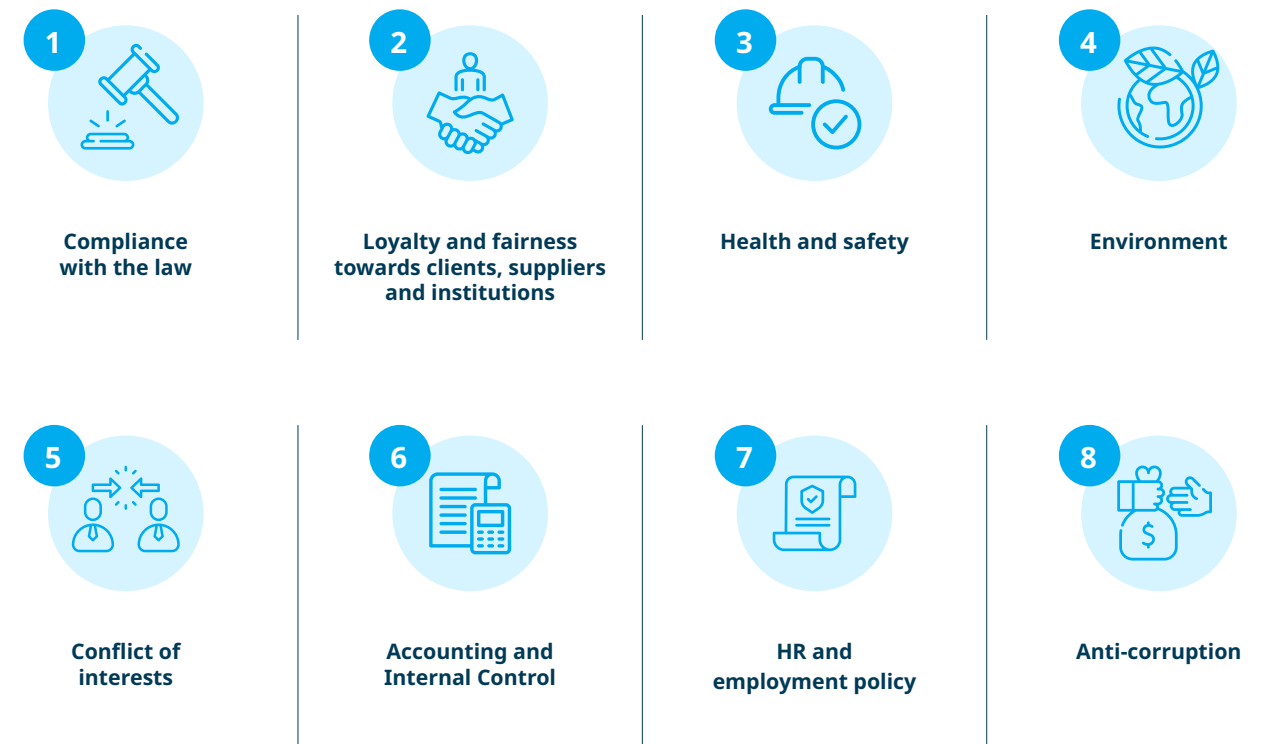 1
Compliance
with the law
2
Loyalty and fairness
towards clients, suppliers
and institutions
3
Health and safety
4
Environment
5
Conflict of
interests
6
Accounting and
Internal Control
7
HR and
employment policy
8
$
Anti-corruption